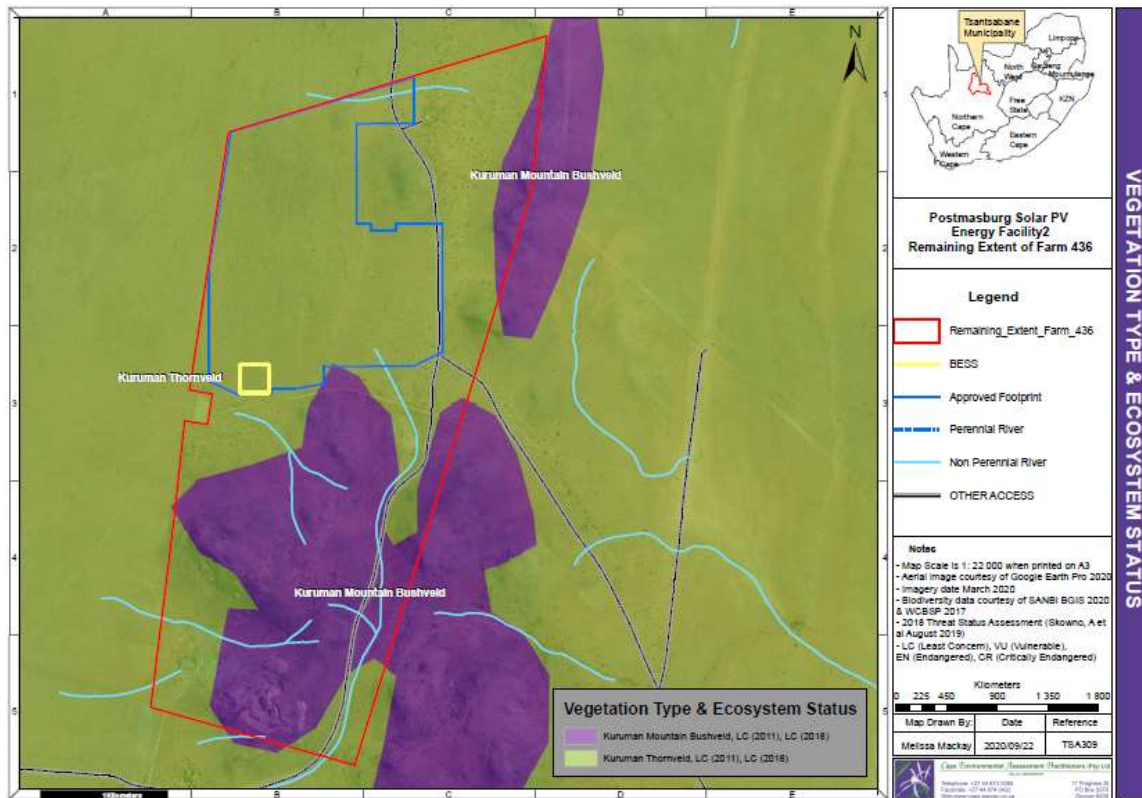 A
B
C
D
E
1
2
3
4
5
N
Kuruman Mountain Bushveld
Kuruman Thornveld
Kuruman Mountain Bushveld
Vegetation Type & Ecosystem Status
Kuruman Mountain Bushveld, LC (2011), LC (2018)
Kuruman Thornveld, LC (2011), LC (2018)
A
B
C
D
E
Tsantsabane
Municipality
Limpopo
North
West
Mpumalanga
Free
State
KZN
Northern
Cape
Eastern
Cape
Western
Cape
Postmasburg Solar PV
Energy Facility2
Remaining Extent of Farm 436
Legend
Remaining_Extent_Farm_436
BESS
Approved Footprint
Perennial River
Non Perennial River
OTHER ACCESS
Notes
- Map Scale is 1: 22 000 when printed on A3
- Aerial image courtesy of Google Earth Pro 2020
- Imagery date March 2020
- Biodiversity data courtesy of SANBI BGIS 2020
& WCBSP 2017
- 2018 Threat Status Assessment (Skowno, A et
al August 2019)
- LC (Least Concern), VU (Vulnerable),
EN (Endangered), CR (Critically Endangered)
Kilometers
0 225 450 900 1 350 1 800
Map Drawn By: Date Reference
Melissa Mackay 2020/09/22 TSA309
Cape Environmental Assessment Practitioners (Pty) Ltd
VEGETATION TYPE & ECOSYSTEM STATUS